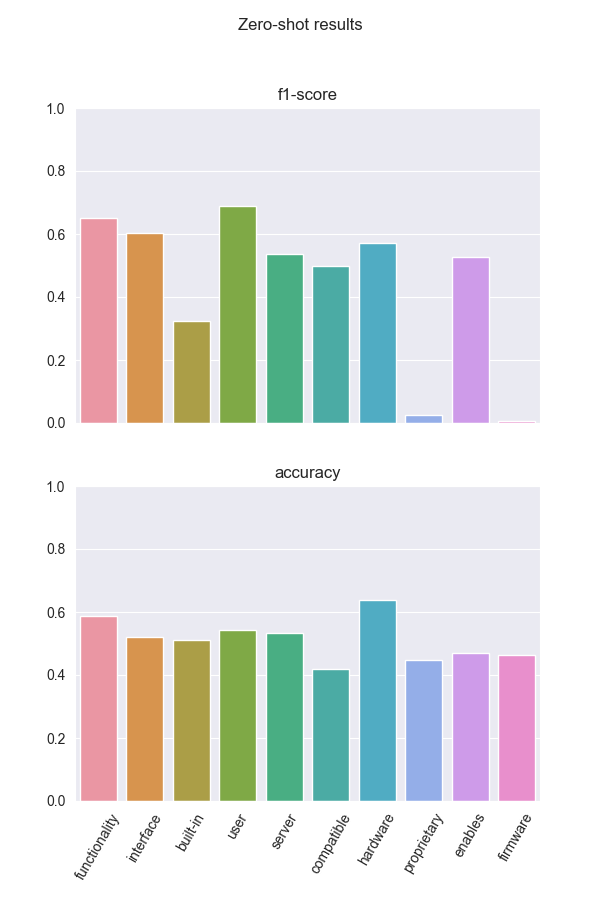 Zero-shot results
f1-score
1.0
0.8
0.6
0.4
0.2
0.0
accuracy
1.0
0.8
0.6
0.4
0.2
0.0
functionality
interface
built-in
user
server
compatible
hardware
proprietary
enables
firmware